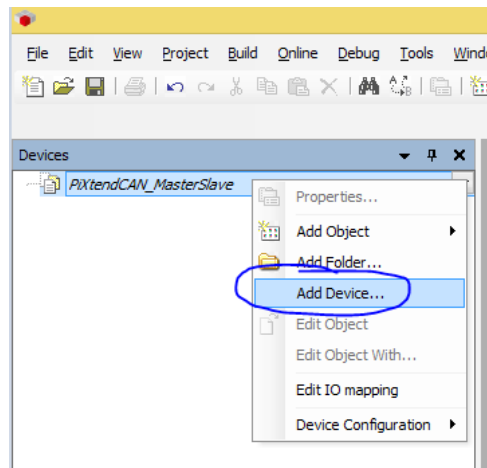 File Edit View Project Build Online Debug Tools Wind
Devices
PiXtendCAN_MasterSlave
Properties...
Add Object
Add Folder...
Add Device...
Edit Object
Edit Object With...
Edit IO mapping
Device Configuration